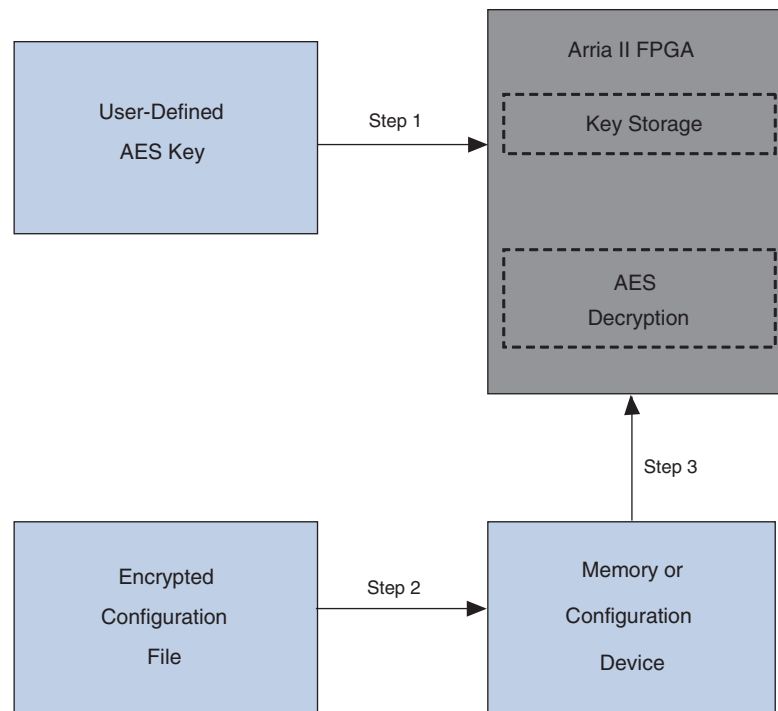 User-Defined
AES Key
Step 1
Arria II FPGA
Key Storage
AES
Decryption
Step 3
Encrypted
Configuration
File
Step 2
Memory or
Configuration
Device